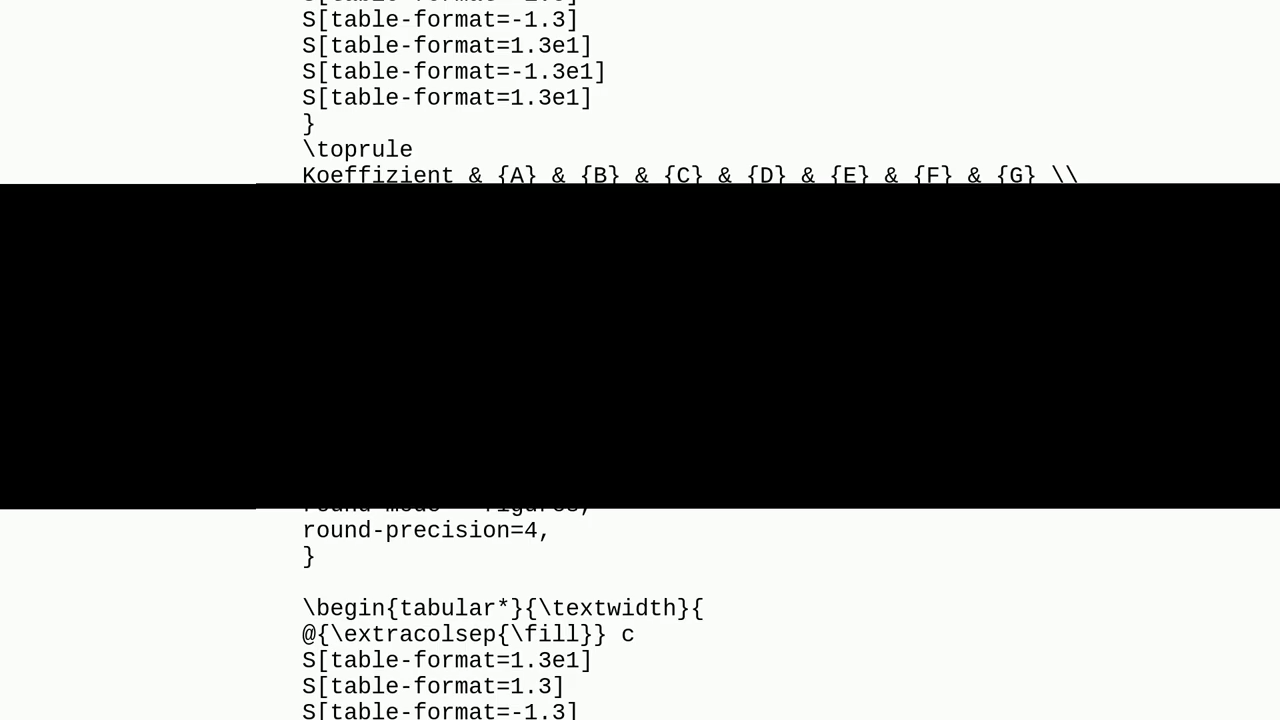 S[table-format=-1.3]
S[table-format=1.3e1]
S[table-format=-1.3e1]
S[table-format=1.3e1]
}
\toprule
Koeffizient & {A} & {B} & {C} & {D} & {E} & {F} & {G} \\
round-precision=4,
}
\begin{tabular*}{\textwidth}{
@{\extracolsep{\fill}} c
S[table-format=1.3e1]
S[table-format=1.3]
S[table-format=-1.3]